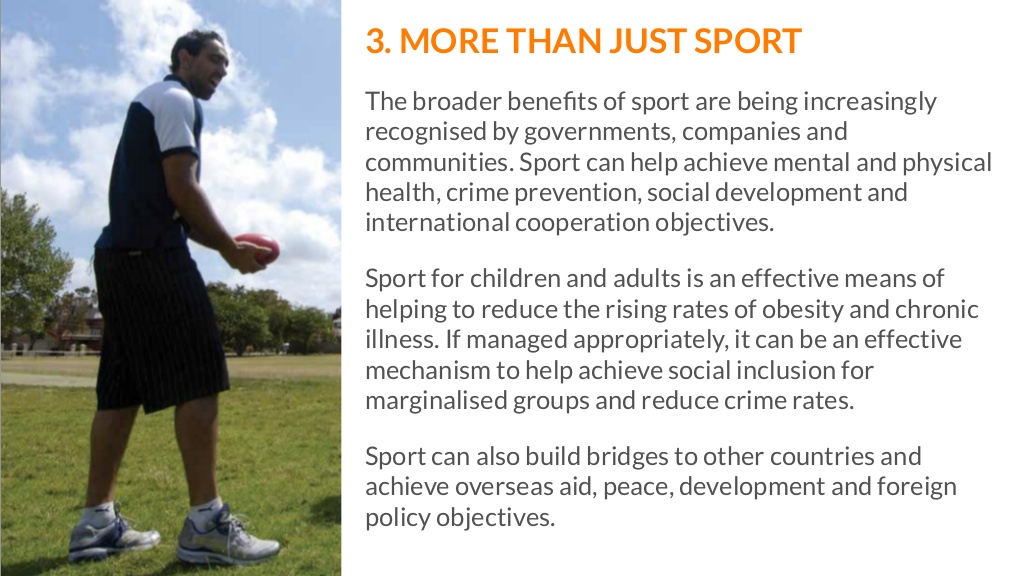 3. MORE THAN JUST SPORT
The broader benefits of sport are being increasingly
recognised by governments, companies and
communities. Sport can help achieve mental and physical
health, crime prevention, social development and
international cooperation objectives.
Sport for children and adults is an effective means of
helping to reduce the rising rates of obesity and chronic
illness. If managed appropriately, it can be an effective
mechanism to help achieve social inclusion for
marginalised groups and reduce crime rates.
Sport can also build bridges to other countries and
achieve overseas aid, peace, development and foreign
policy objectives.